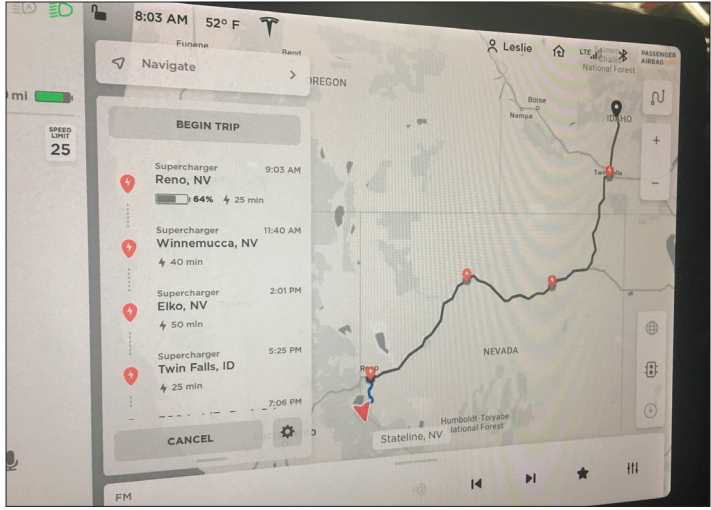 8:03 AM 52° F
Leslie
LTE
PASSENGER
AIRBAG
Eugene
Bend
Navigate
OREGON
National Forest
mi
Boise
Nampa
IDAHO
SPEED
LIMIT
25
BEGIN TRIP
+
Supercharger 9:03 AM
Reno, NV
64% 25 min
Twin Falls
−
Supercharger 11:40 AM
Winnemucca, NV
40 min
Supercharger 2:01 PM
Elko, NV
50 min
Supercharger 5:25 PM
Twin Falls, ID
25 min
7:06 PM
NEVADA
Reno
CANCEL
Stateline, NV
Humboldt-Toiyabe
National Forest
FM